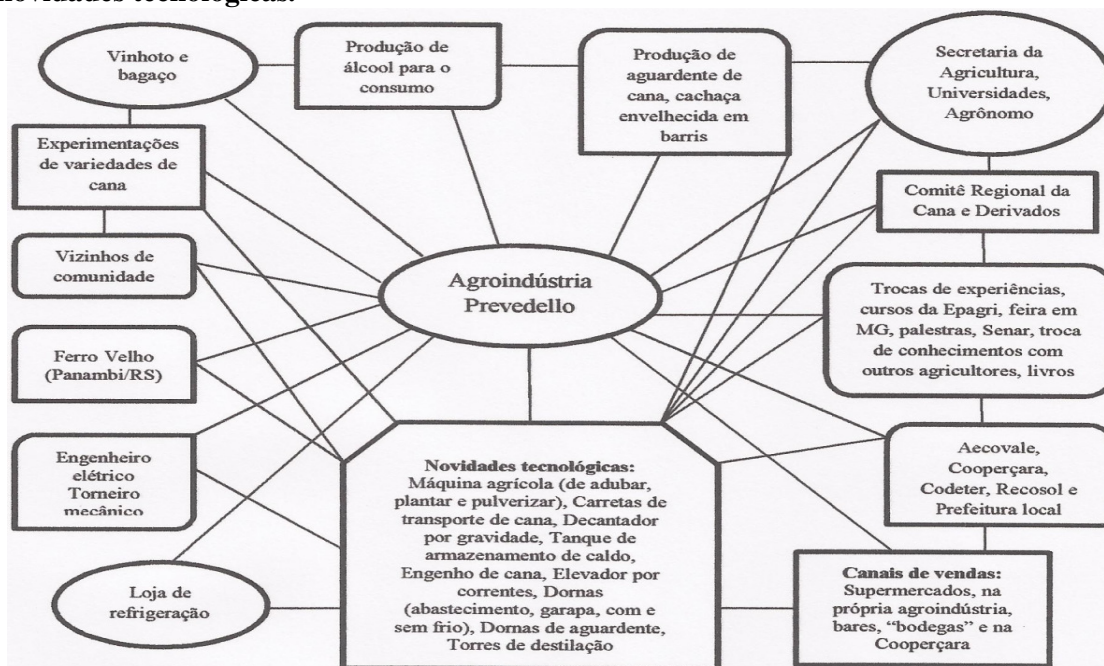 novidades tecnológicas.
Vinhoto e
bagaço
Produção de
álcool para o
consumo
Produção de
aguardente de
cana, cachaça
envelhecida em
barris
Secretaria da
Agricultura,
Universidades,
Agrônomo
Experimentações
de variedades de
cana
Comitê Regional da
Cana e Derivados
Vizinhos de
comunidade
Agroindústria
Prevedello
Trocas de experiências,
cursos da Epagri, feira em
MG, palestras, Senar, troca
de conhecimentos com
outros agricultores, livros
Ferro Velho
(Panambi/RS)
Engenheiro
elétrico
Torneiro
mecânico
Novidades tecnológicas:
Máquina agrícola (de adubar,
plantar e pulverizar), Carretas
de transporte de cana, Decantador
por gravidade, Tanque de
armazenamento de caldo,
Engenho de cana, Elevador por
correntes, Dornas
(abastecimento, garapa, com e
sem frio), Dornas de aguardente,
Torres de destilação
Aecovale,
Cooperçara,
Codeter, Recosol e
Prefeitura local
Loja de
refrigeração
Canais de vendas:
Supermercados, na
própria agroindústria,
bares, “bodegas” e na
Cooperçara